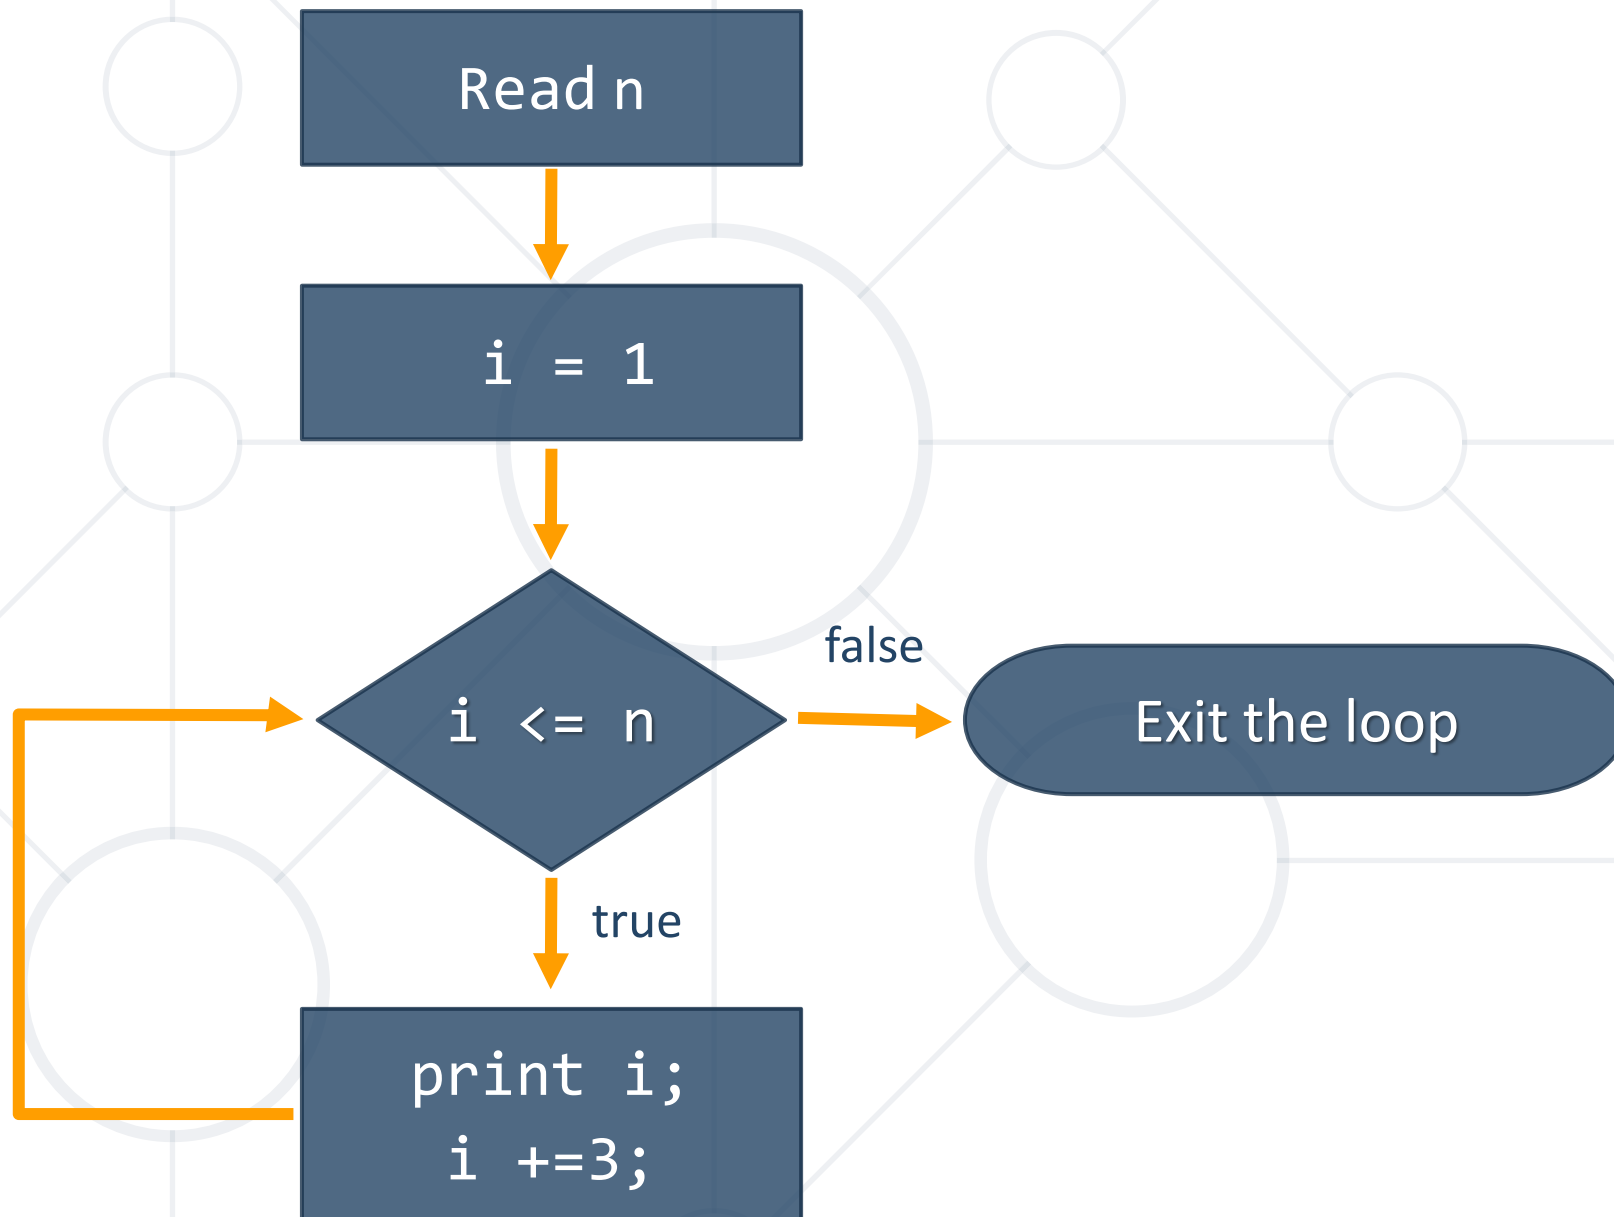 Read n
i = 1
i <= n
false
Exit the loop
true
print i;
i +=3;